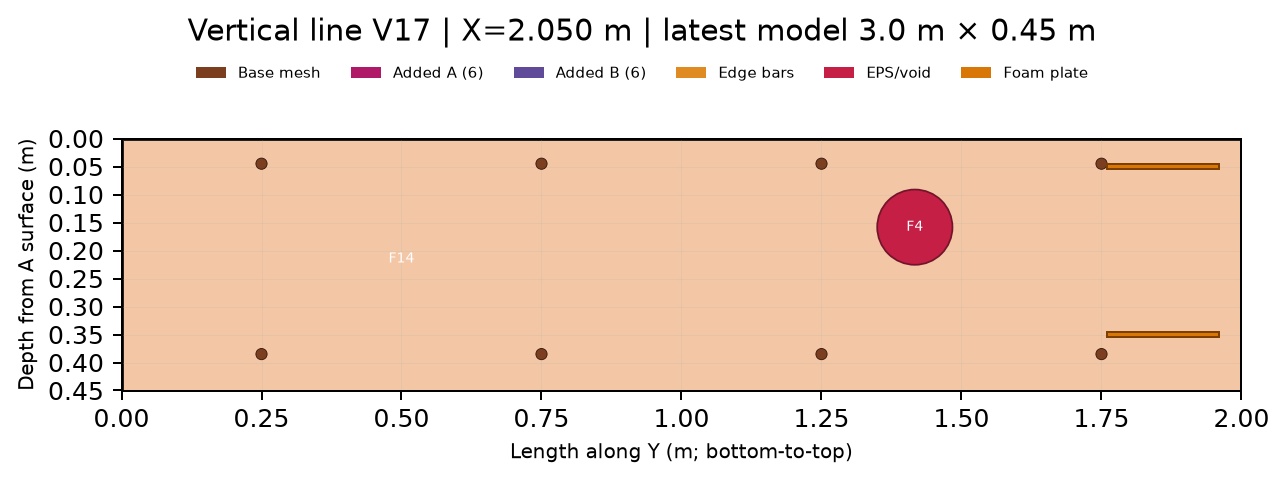 Vertical line V17 | X=2.050 m | latest model 3.0 m × 0.45 m
Base mesh Added A (6) Added B (6) Edge bars EPS/void Foam plate
Depth from A surface (m)
0.00
0.05
0.10
0.15
0.20
0.25
0.30
0.35
0.40
0.45
F4
F14
0.00 0.25 0.50 0.75 1.00 1.25 1.50 1.75 2.00
Length along Y (m; bottom-to-top)